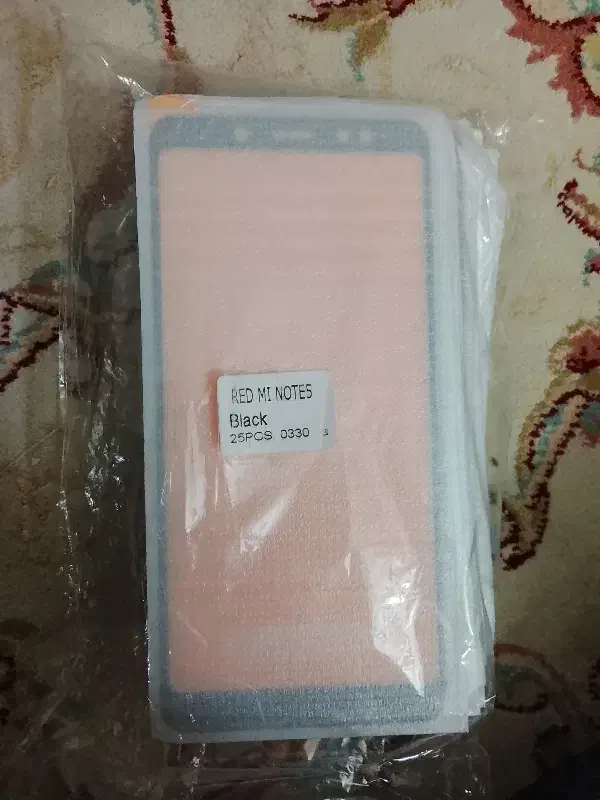 RED MI NOTE5
Black
25PCS 0330